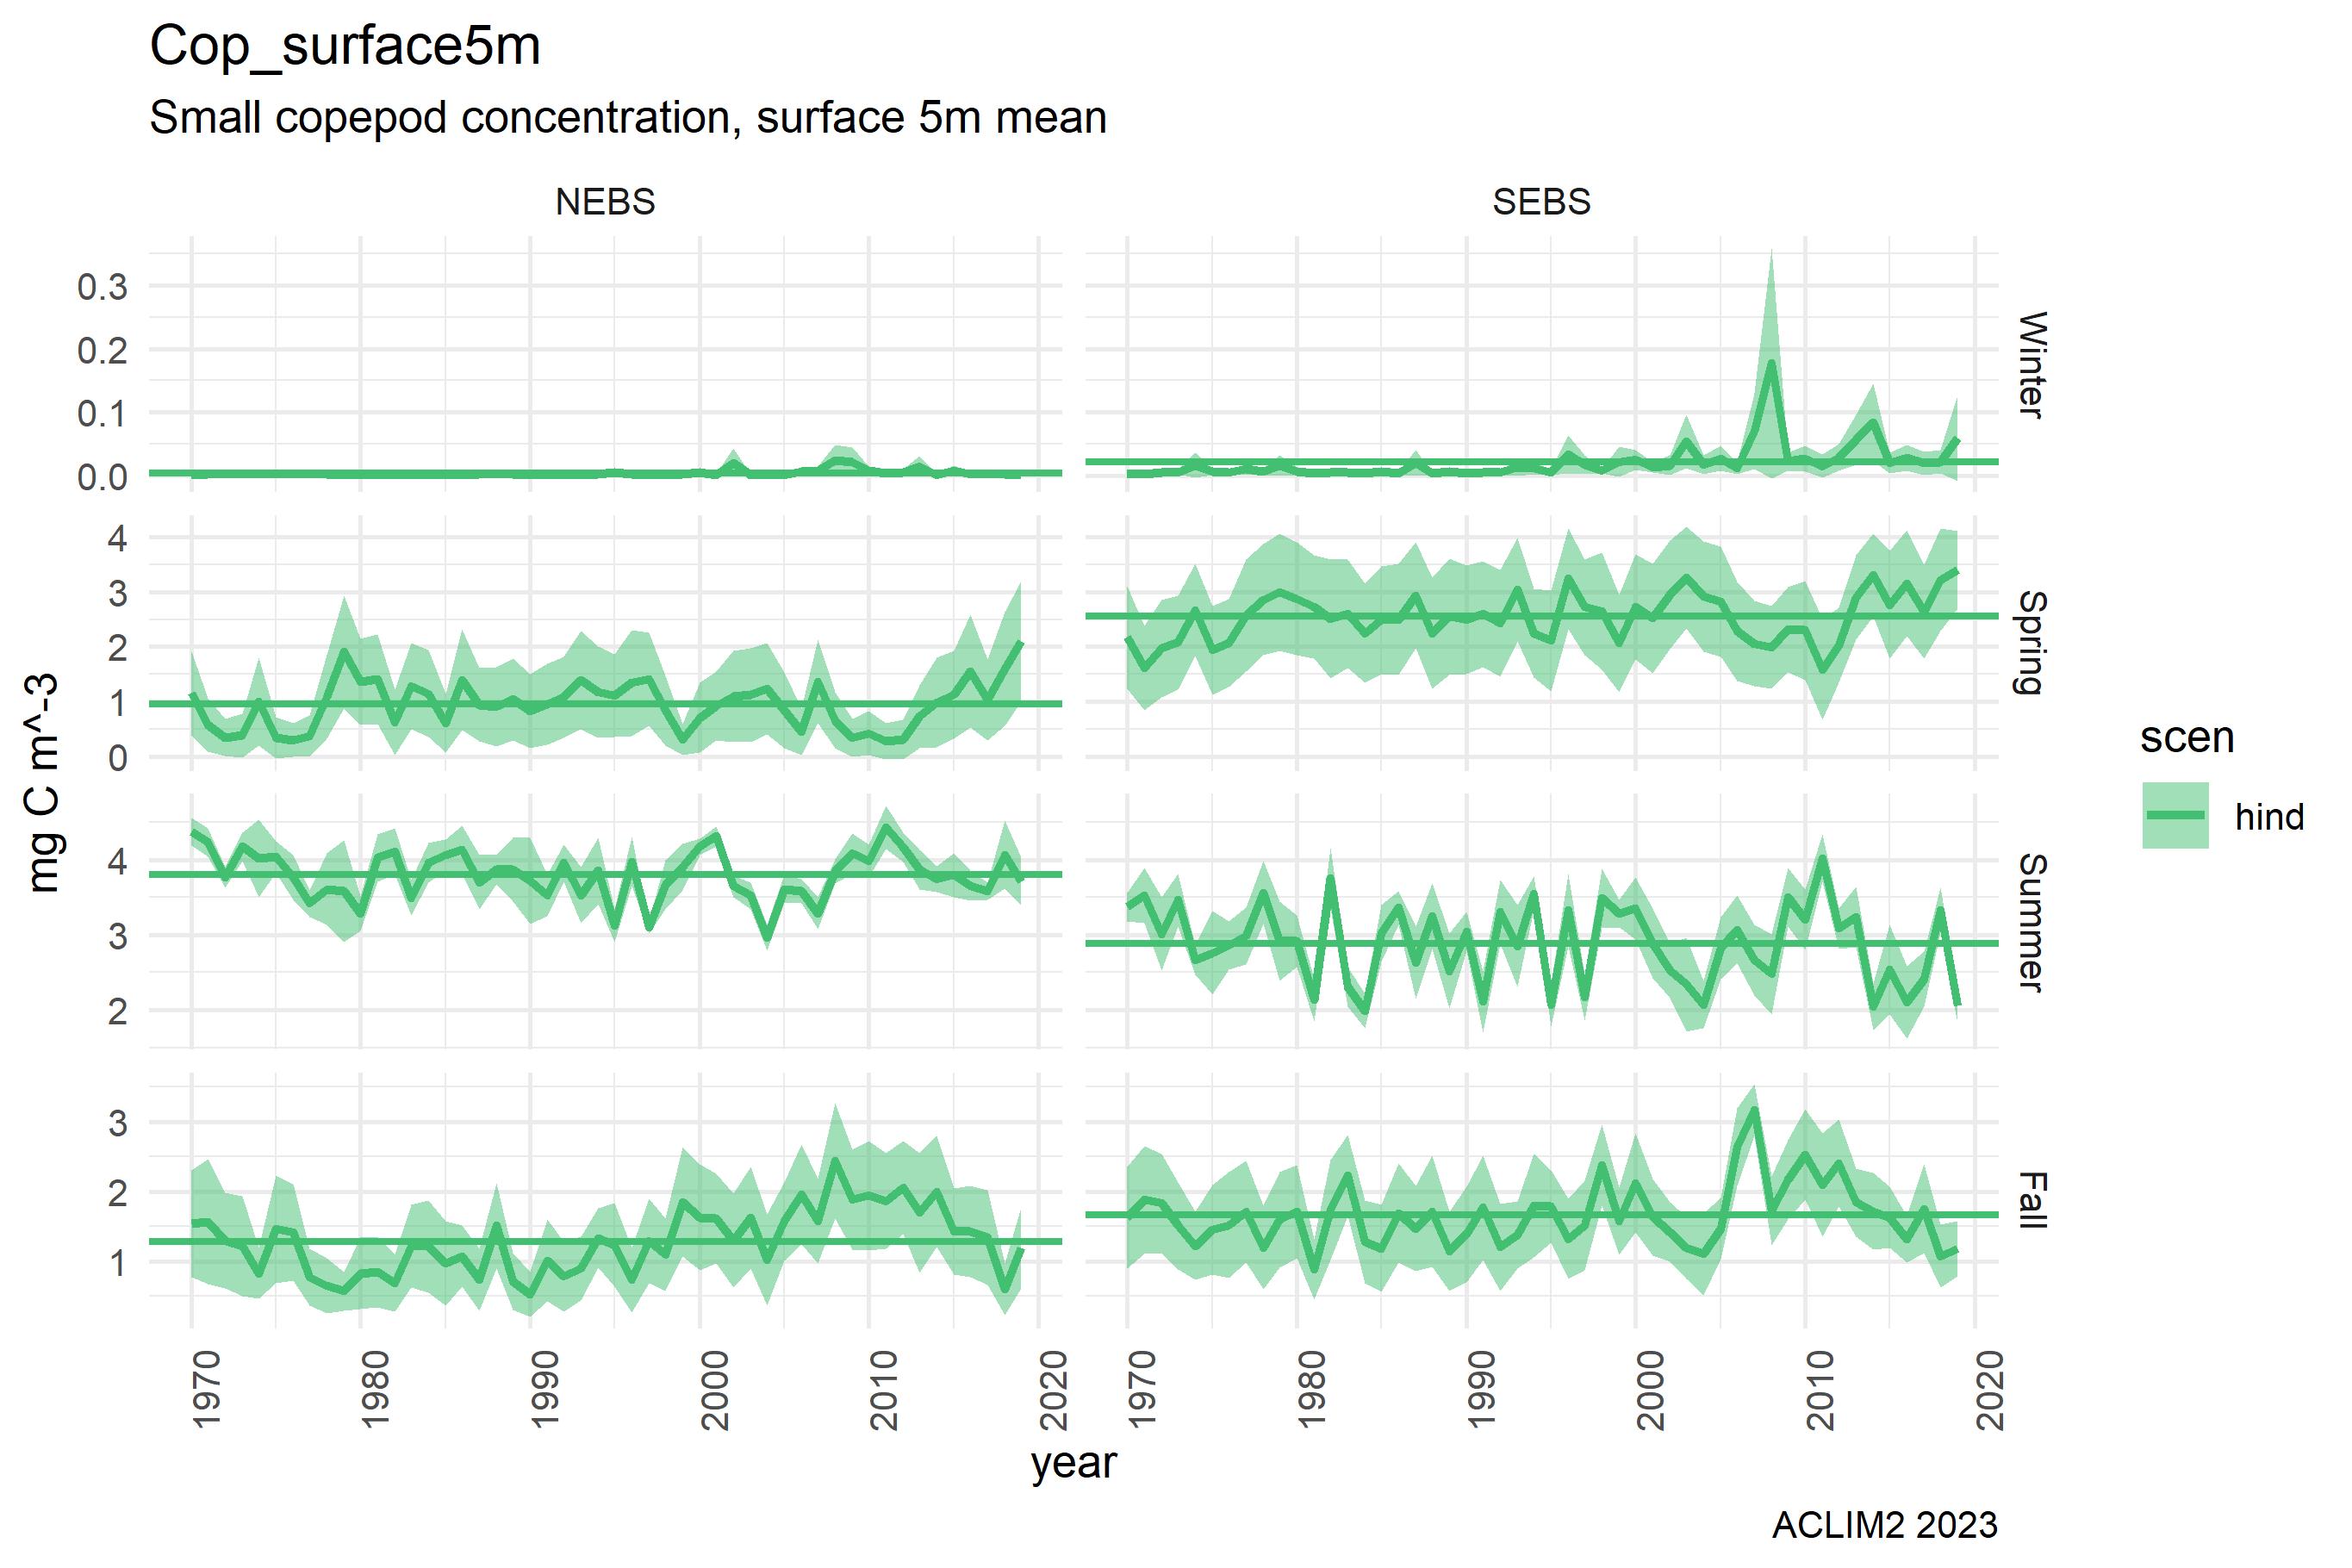 Cop_surface5m
Small copepod concentration, surface 5m mean
NEBS
SEBS
0.3
0.2
0.1
0.0
Winter
4
3
2
1
0
Spring
4
3
2
Summer
3
2
1
Fall
mg C m^-3
1970
1980
1990
2000
2010
2020
1970
1980
1990
2000
2010
2020
year
scen
hind
ACLIM2 2023